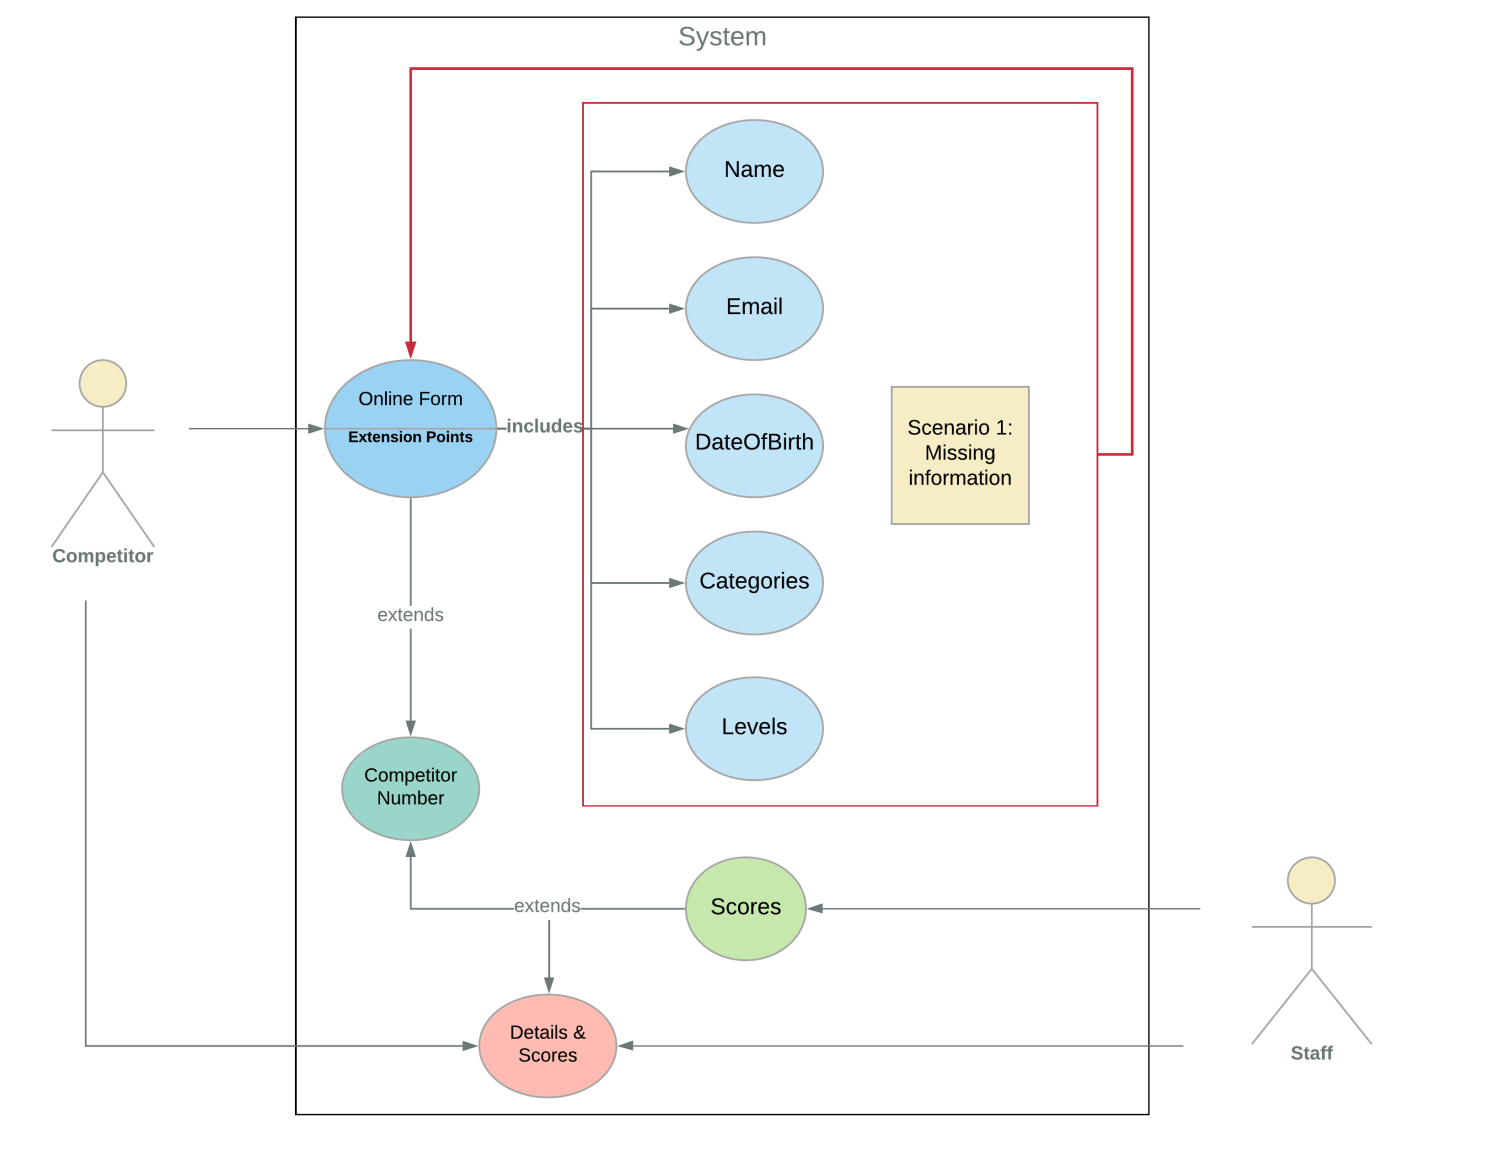 System
Name
Email
Online Form
Extension Points
includes
DateOfBirth
Scenario 1:
Missing
information
Competitor
Categories
extends
Levels
Competitor
Number
Scores
extends
Details &
Scores
Staff